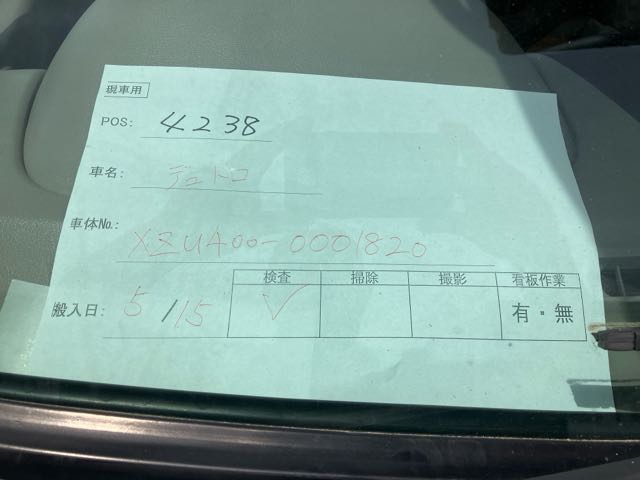 現車用
POS: 4238
車名: デュトロ
車体No.: XZU400-0001820
搬入日: 5/15
検査 掃除 撮影 看板作業
✓ 有・無